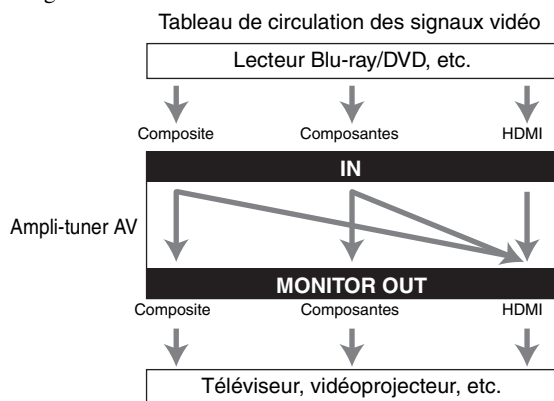 Tableau de circulation des signaux vidéo
Lecteur Blu-ray/DVD, etc.
Composite Composantes HDMI
IN
Ampli-tuner AV
MONITOR OUT
Composite Composantes HDMI
Téléviseur, vidéoprojecteur, etc.